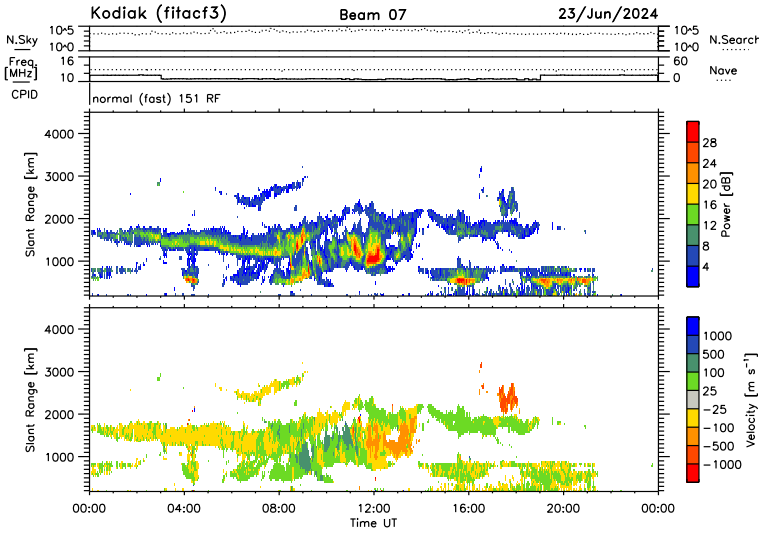 Kodiak (fitacf3) Beam 07 23/Jun/2024
N.Sky 10^5 10^0 10^5 10^0 N.Search
Freq. [MHz] 16 10 60 0 Nave
CPID normal (fast) 151 RF
Slant Range [km]
4000
3000
2000
1000
28
24
20
16
12
8
4
Power [dB]
Slant Range [km]
4000
3000
2000
1000
1000
500
100
25
−25
−100
−500
−1000
Velocity [m s⁻¹]
00:00 04:00 08:00 12:00 16:00 20:00 00:00
Time UT